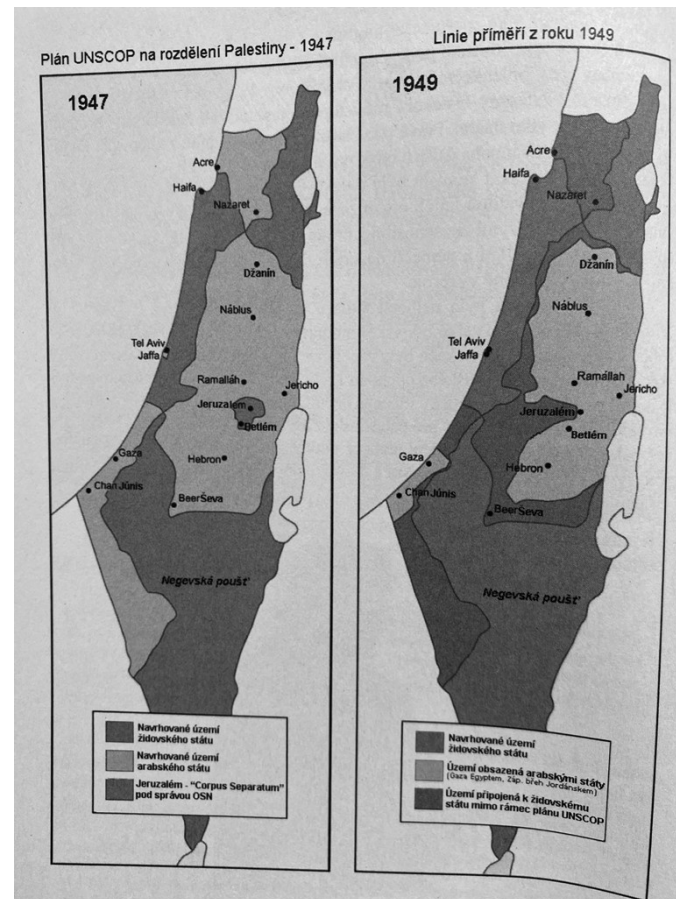 Plán UNSCOP na rozdělení Palestiny - 1947
1947
Acre
Haifa
Nazaret
Džanín
Náblus
Tel Aviv
Jaffa
Ramalláh
Jericho
Jeruzalém
Betlém
Gaza
Hebron
Chan Júnis
BeerŠeva
Negevská poušť
Navrhované území
židovského státu
Navrhované území
arabského státu
Jeruzalém - "Corpus Separatum"
pod správou OSN
Linie příměří z roku 1949
1949
Acre
Haifa
Nazaret
Džanín
Náblus
Tel Aviv
Jaffa
Ramállah
Jericho
Jeruzalém
Betlém
Gaza
Hebron
Chan Júnis
BeerŠeva
Negevská poušť
Navrhované území
židovského státu
Území obsazená arabskými státy
(Gaza Egyptem, Záp. břeh Jordánskem)
Území připojená k židovskému
státu mimo rámec plánu UNSCOP